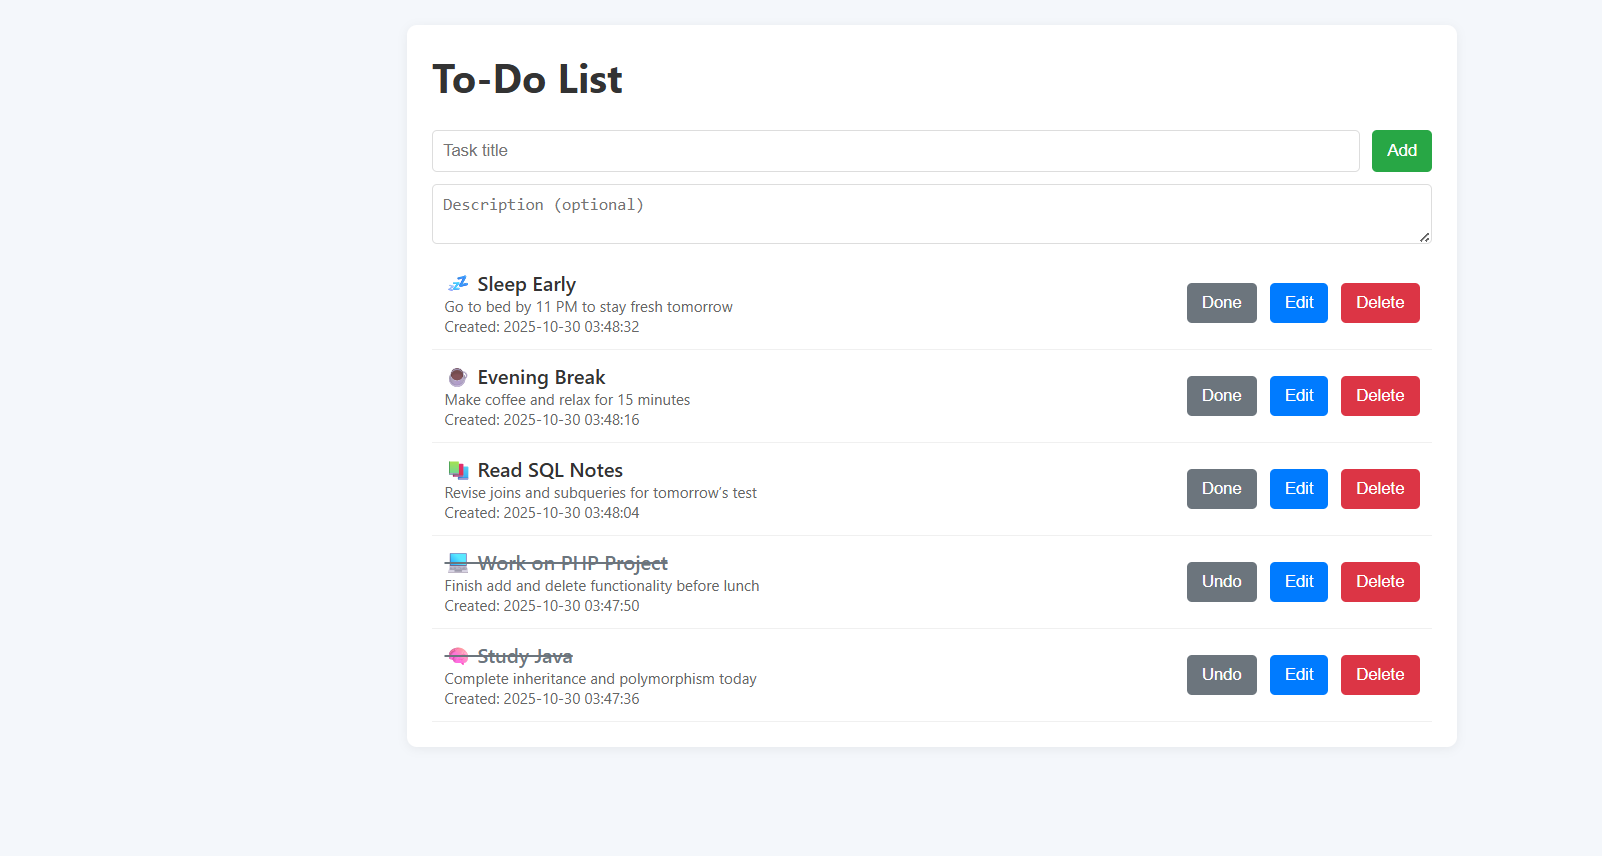 To-Do List
Task title
Add
Description (optional)
💤 Sleep Early
Go to bed by 11 PM to stay fresh tomorrow
Created: 2025-10-30 03:48:32
Done Edit Delete
☕ Evening Break
Make coffee and relax for 15 minutes
Created: 2025-10-30 03:48:16
Done Edit Delete
📚 Read SQL Notes
Revise joins and subqueries for tomorrow’s test
Created: 2025-10-30 03:48:04
Done Edit Delete
💻 Work on PHP Project
Finish add and delete functionality before lunch
Created: 2025-10-30 03:47:50
Undo Edit Delete
🧠 Study Java
Complete inheritance and polymorphism today
Created: 2025-10-30 03:47:36
Undo Edit Delete